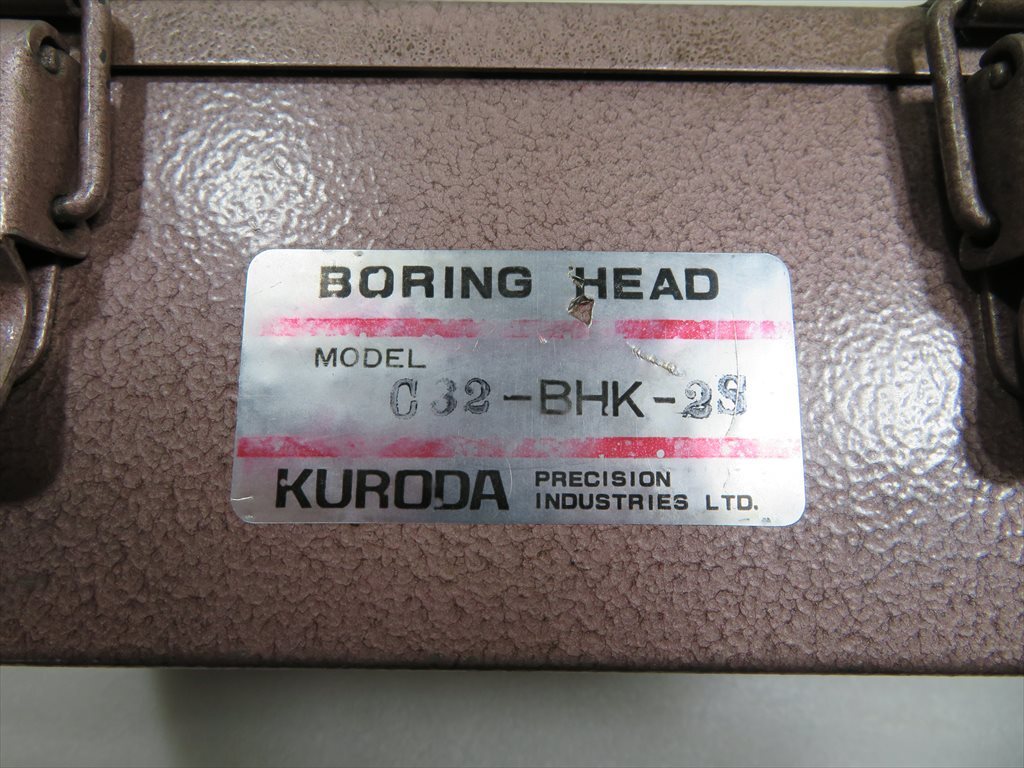 BORING HEAD
MODEL
C32-BHK-2S
KURODA PRECISION
INDUSTRIES LTD.